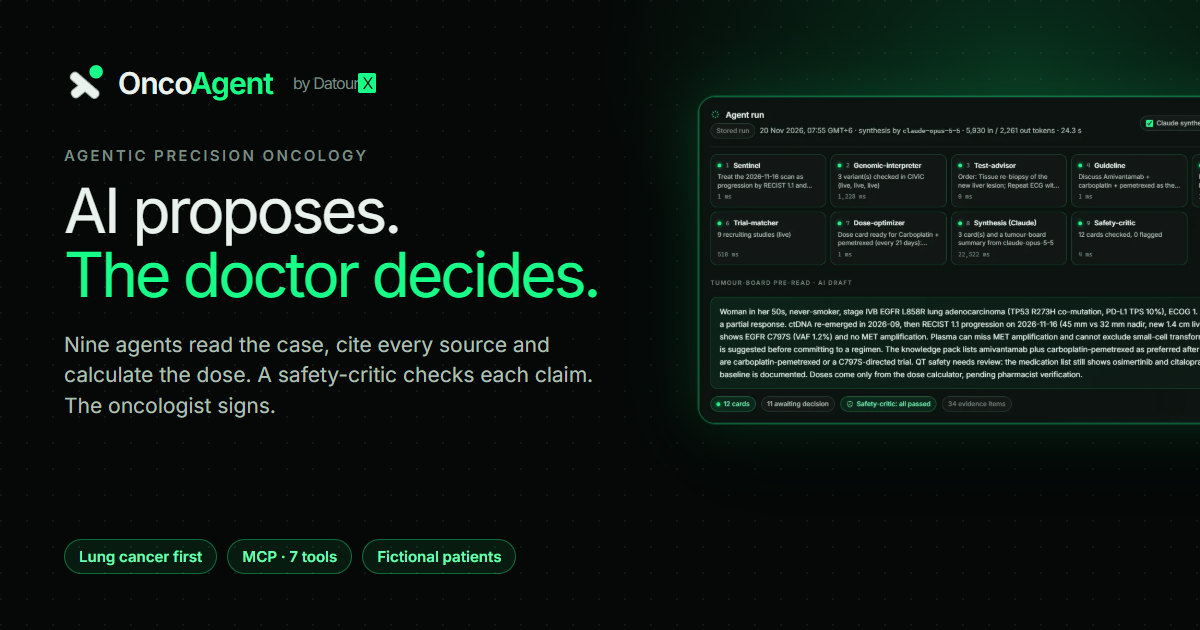 OncoAgent by DatourX
AGENTIC PRECISION ONCOLOGY
AI proposes.
The doctor decides.
Nine agents read the case, cite every source and
calculate the dose. A safety-critic checks each claim.
The oncologist signs.
Lung cancer first
MCP · 7 tools
Fictional patients
Agent run
Stored run 20 Nov 2026, 07:55 GMT+6 · synthesis by claude-opus-5-5 · 5,930 in / 2,261 out tokens · 24.3 s
Claude synthe
1 Sentinel
Treat the 2026-11-16 scan as
progression by RECIST 1.1 and...
1 ms
2 Genomic-interpreter
3 variant(s) checked in CIViC
(live, live, live)
1,220 ms
3 Test-advisor
Order: Tissue re-biopsy of the
new liver lesion; Repeat ECG wit...
0 ms
4 Guideline
Discuss Amivantamab +
carboplatin + pemetrexed as the...
1 ms
6 Trial-matcher
9 recruiting studies (live)
510 ms
7 Dose-optimizer
Dose card ready for Carboplatin +
pemetrexed (every 21 days):...
1 ms
8 Synthesis (Claude)
3 card(s) and a tumour-board
summary from claude-opus-5-5
22,522 ms
9 Safety-critic
12 cards checked, 0 flagged
TUMOUR-BOARD PRE-READ · AI DRAFT
Woman in her 50s, never-smoker, stage IVB EGFR L858R lung adenocarcinoma (TP53 R273H co-mutation, PD-L1 TPS 10%), ECOG 1.
a partial response. ctDNA re-emerged in 2026-09, then RECIST 1.1 progression on 2026-11-16 (45 mm vs 32 mm nadir, new 1.4 cm liv
shows EGFR C797S (VAF 1.2%) and no MET amplification. Plasma can miss MET amplification and cannot exclude small-cell transfor
is suggested before committing to a regimen. The knowledge pack lists amivantamab plus carboplatin-pemetrexed as preferred after
are carboplatin-pemetrexed or a C797S-directed trial. QT safety needs review: the medication list still shows osimertinib and citalopra
baseline is documented. Doses come only from the dose calculator, pending pharmacist verification.
12 cards
11 awaiting decision
Safety-critic: all passed
34 evidence items